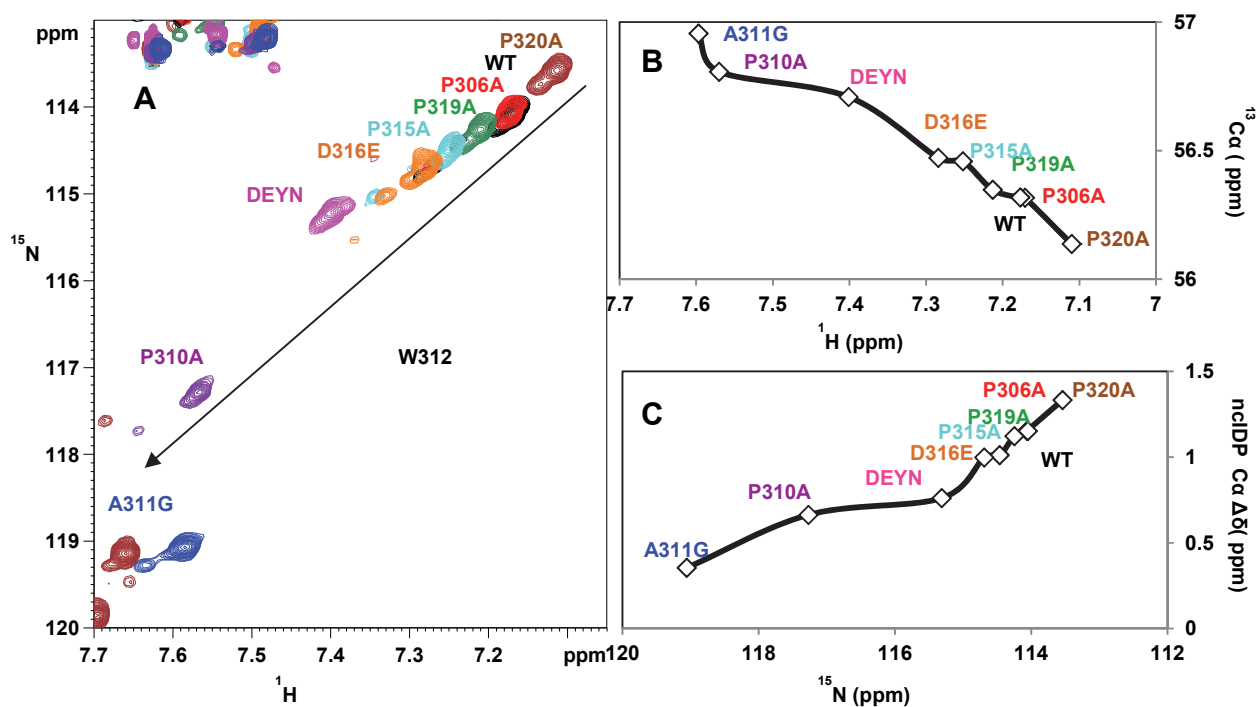 A
ppm
114
115
116
117
118
119
120
15N
7.7
7.6
7.5
7.4
7.3
7.2
ppm
1H
P320A
WT
P306A
P319A
P315A
D316E
DEYN
P310A
W312
A311G
B
A311G
P310A
DEYN
D316E
P315A
P319A
P306A
WT
P320A
57
56.5
56
13Cα ( ppm)
7.7
7.6
7.5
7.4
7.3
7.2
7.1
7
1H (ppm)
C
P306A
P320A
P319A
P315A
D316E
WT
DEYN
P310A
A311G
1.5
1
0.5
0
ncIDP Cα Δδ( ppm)
120
118
116
114
112
15N (ppm)